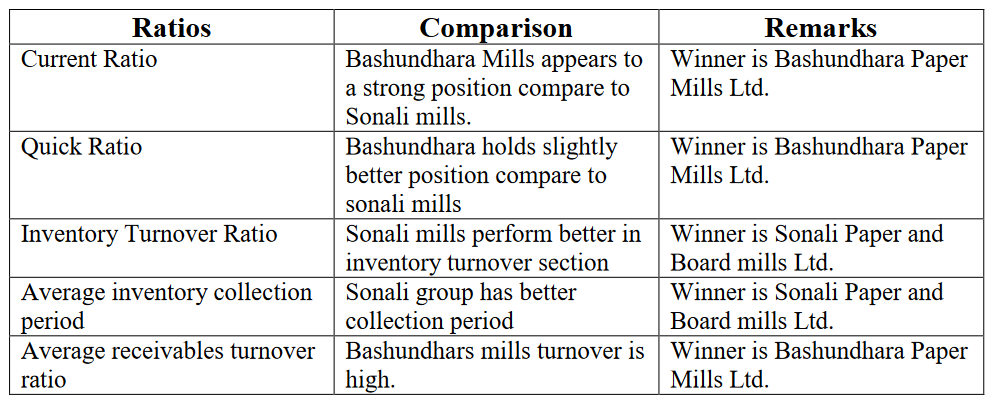 Ratios
Comparison
Remarks
Current Ratio
Bashundhara Mills appears to
a strong position compare to
Sonali mills.
Winner is Bashundhara Paper
Mills Ltd.
Quick Ratio
Bashundhara holds slightly
better position compare to
sonali mills
Winner is Bashundhara Paper
Mills Ltd.
Inventory Turnover Ratio
Sonali mills perform better in
inventory turnover section
Winner is Sonali Paper and
Board mills Ltd.
Average inventory collection
period
Sonali group has better
collection period
Winner is Sonali Paper and
Board mills Ltd.
Average receivables turnover
ratio
Bashundhars mills turnover is
high.
Winner is Bashundhara Paper
Mills Ltd.